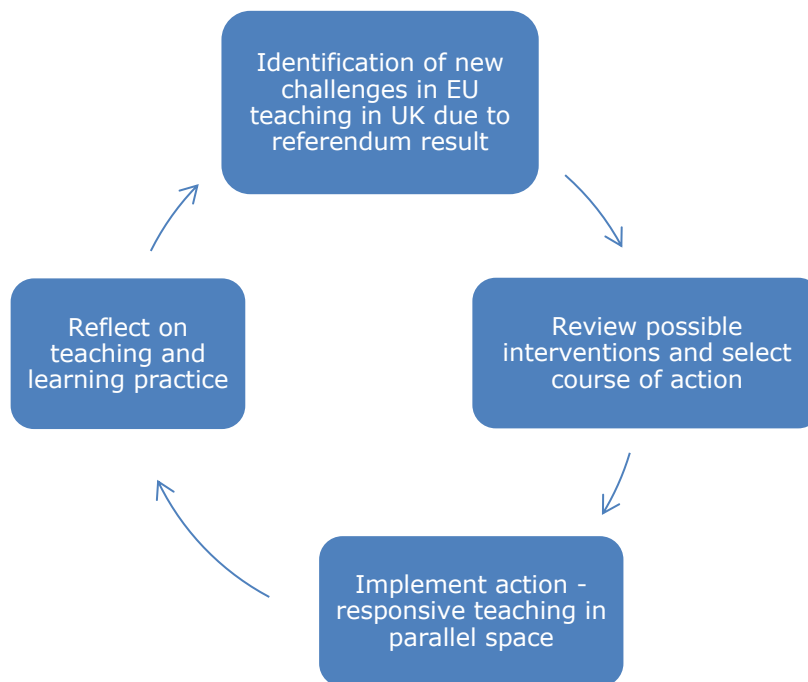 Identification of new
challenges in EU
teaching in UK due to
referendum result
Review possible
interventions and select
course of action
Implement action -
responsive teaching in
parallel space
Reflect on
teaching and
learning practice